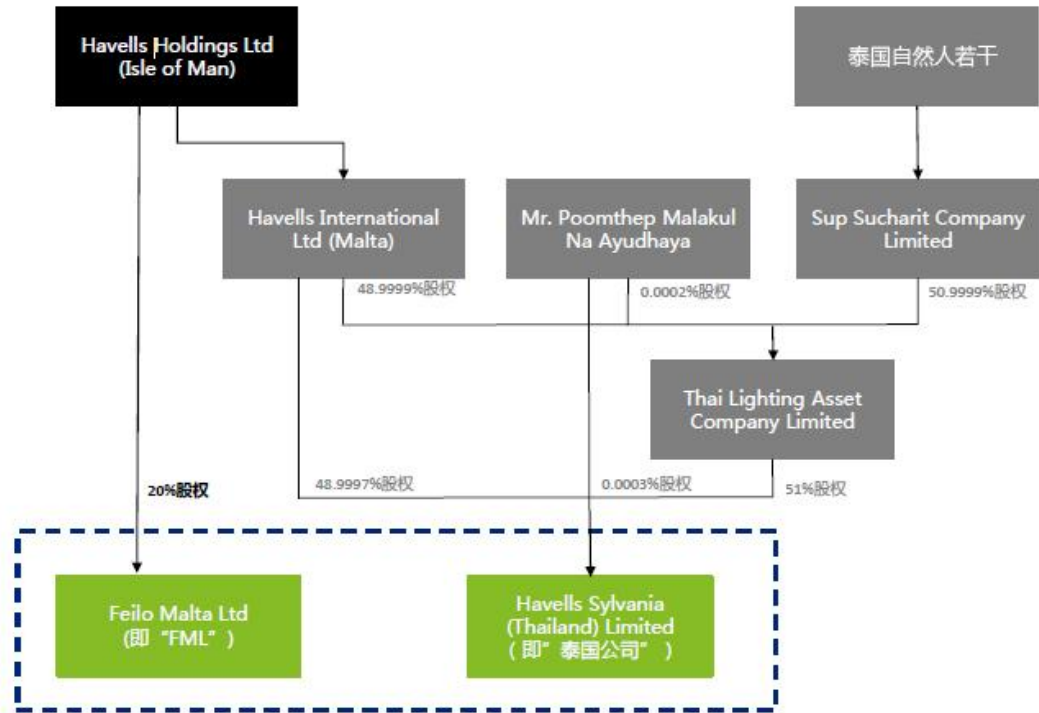 Havells Holdings Ltd
(Isle of Man)
泰国自然人若干
Havells International
Ltd (Malta)
Mr. Poomthep Malakul
Na Ayudhaya
Sup Sucharit Company
Limited
48.9999%股权
0.0002%股权
50.9999%股权
Thai Lighting Asset
Company Limited
20%股权
48.9997%股权
0.0003%股权
51%股权
Feilo Malta Ltd
(即“FML”)
Havells Sylvania
(Thailand) Limited
(即”泰国公司”)